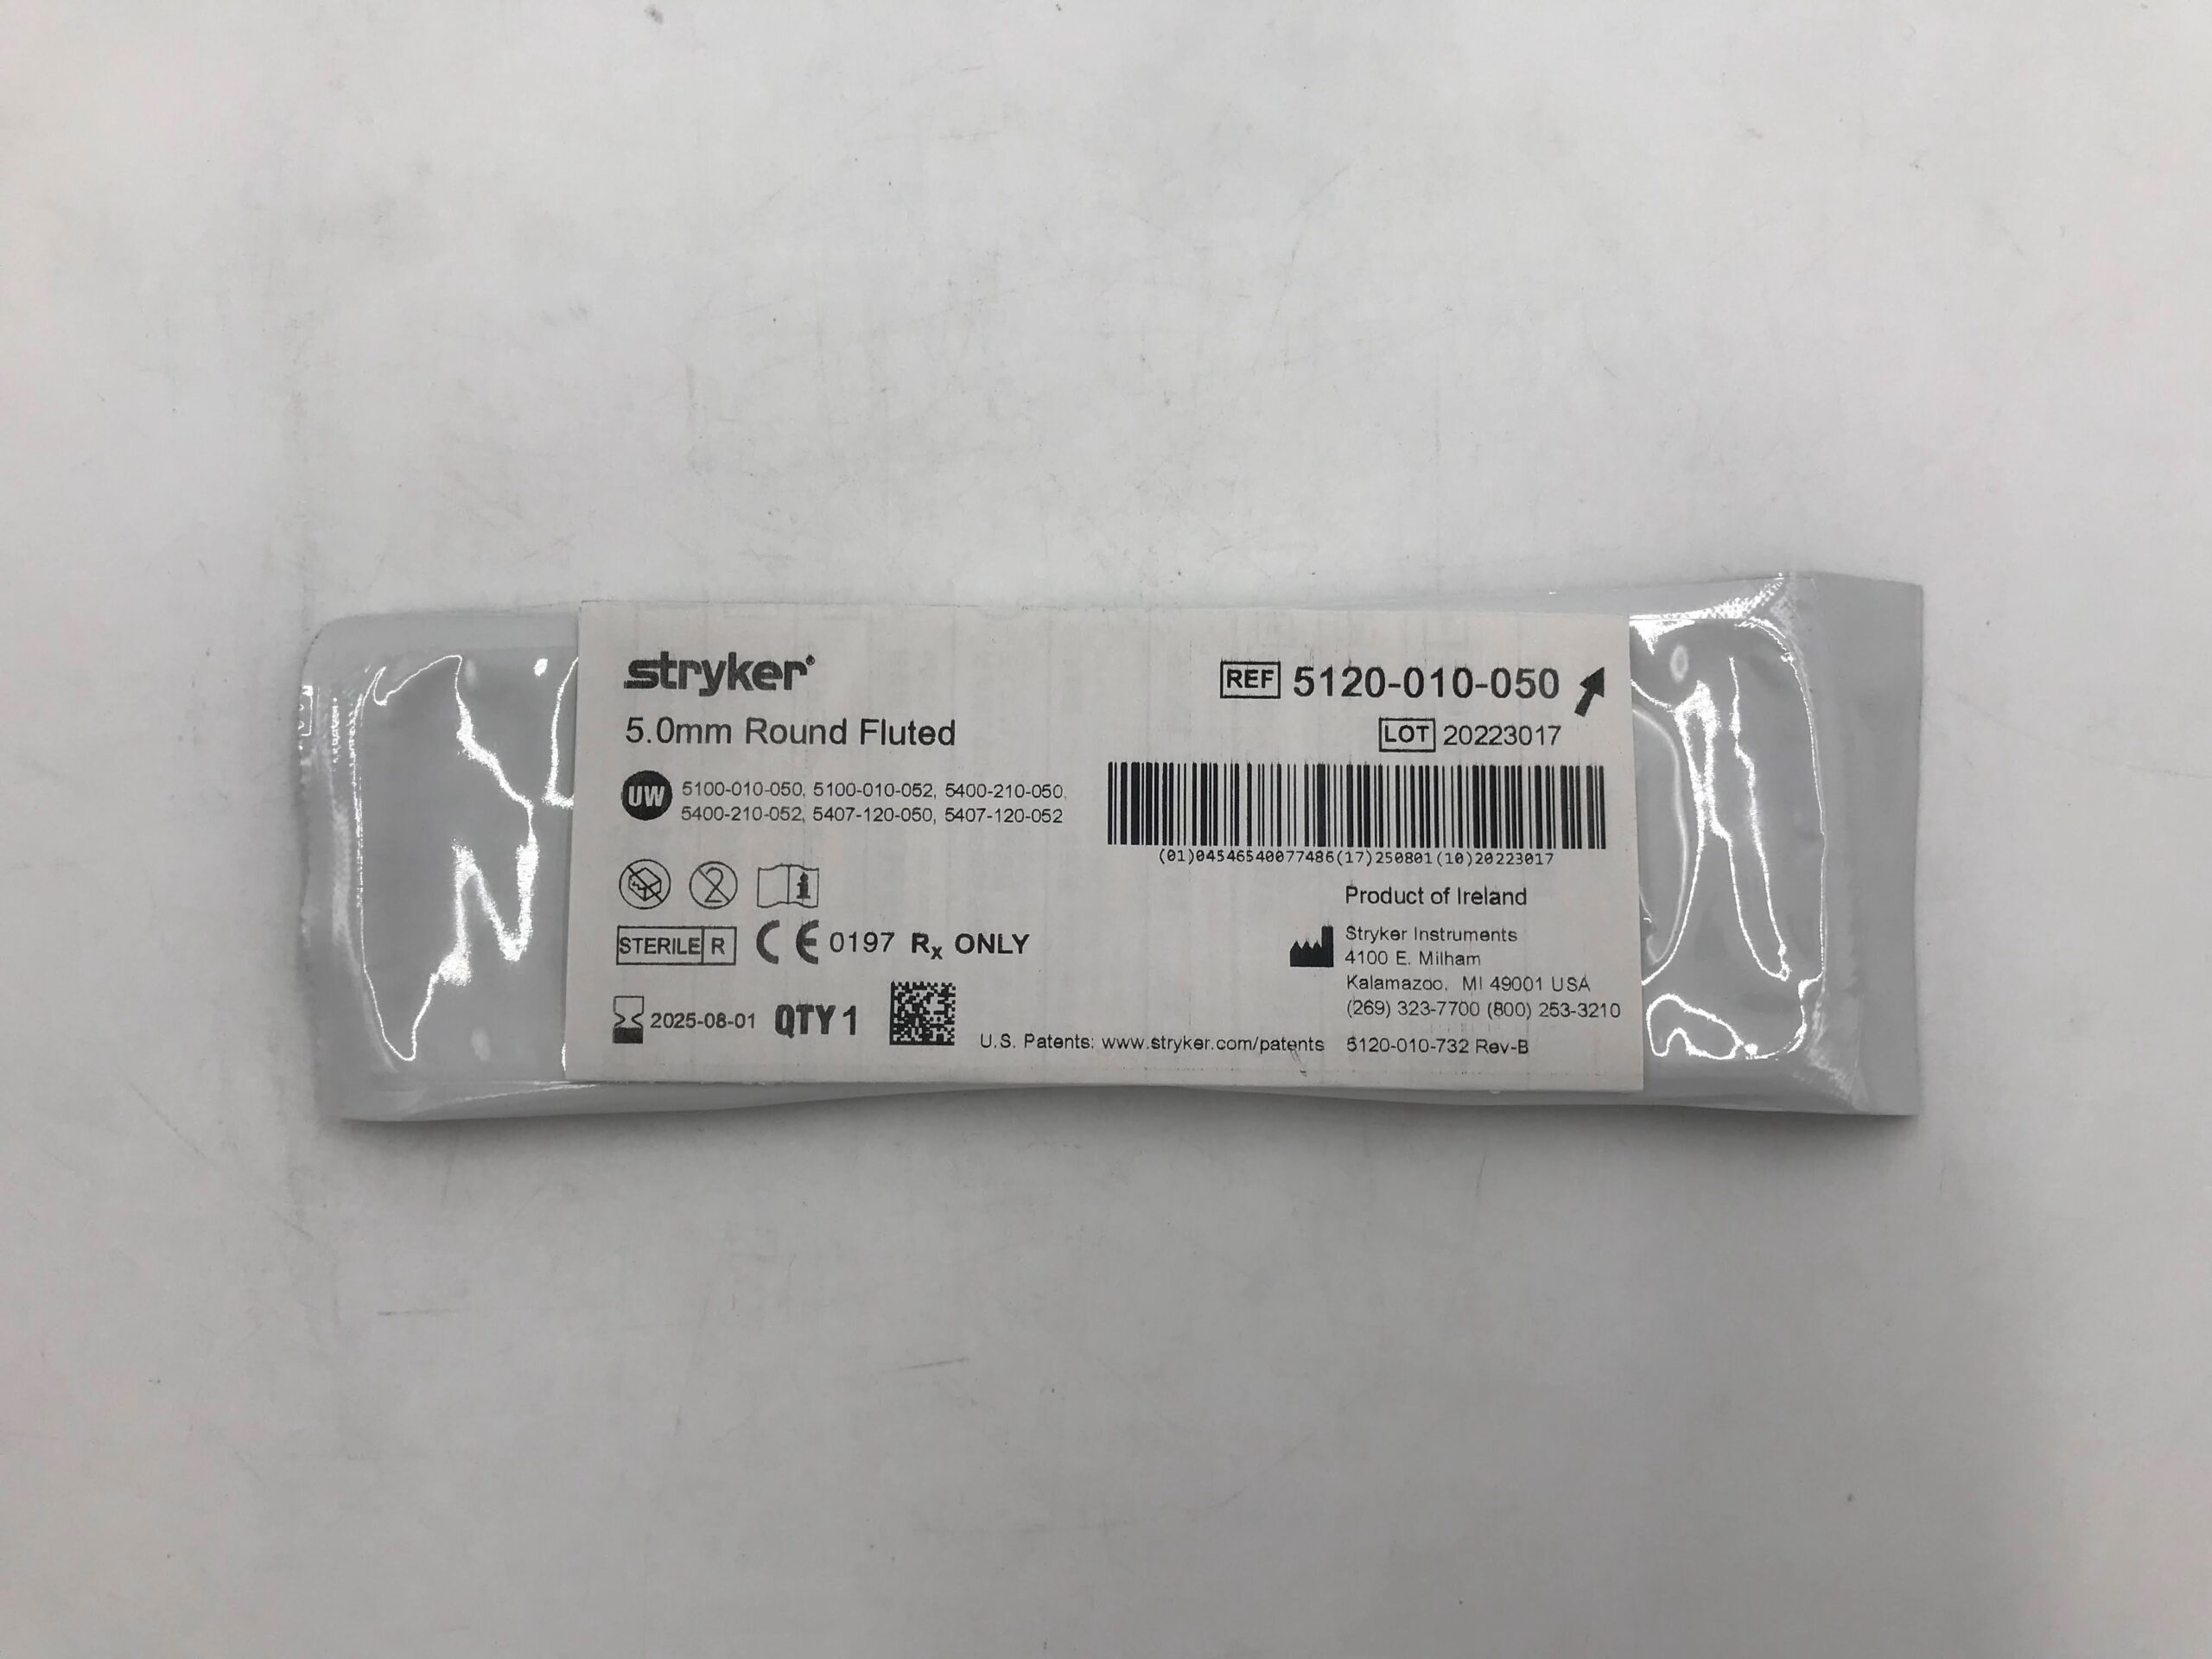 stryker
REF 5120-010-050
5.0mm Round Fluted
LOT 20223017
UW 5100-010-050, 5100-010-052, 5400-210-050,
5400-210-052, 5407-120-050, 5407-120-052
(01)04546540077486(17)250801(10)20223017
2
Product of Ireland
STERILE R CE 0197 Rx ONLY
Stryker Instruments
4100 E. Milham
Kalamazoo, MI 49001 USA
(269) 323-7700 (800) 253-3210
2025-08-01 QTY 1
U.S. Patents: www.stryker.com/patents 5120-010-732 Rev-B